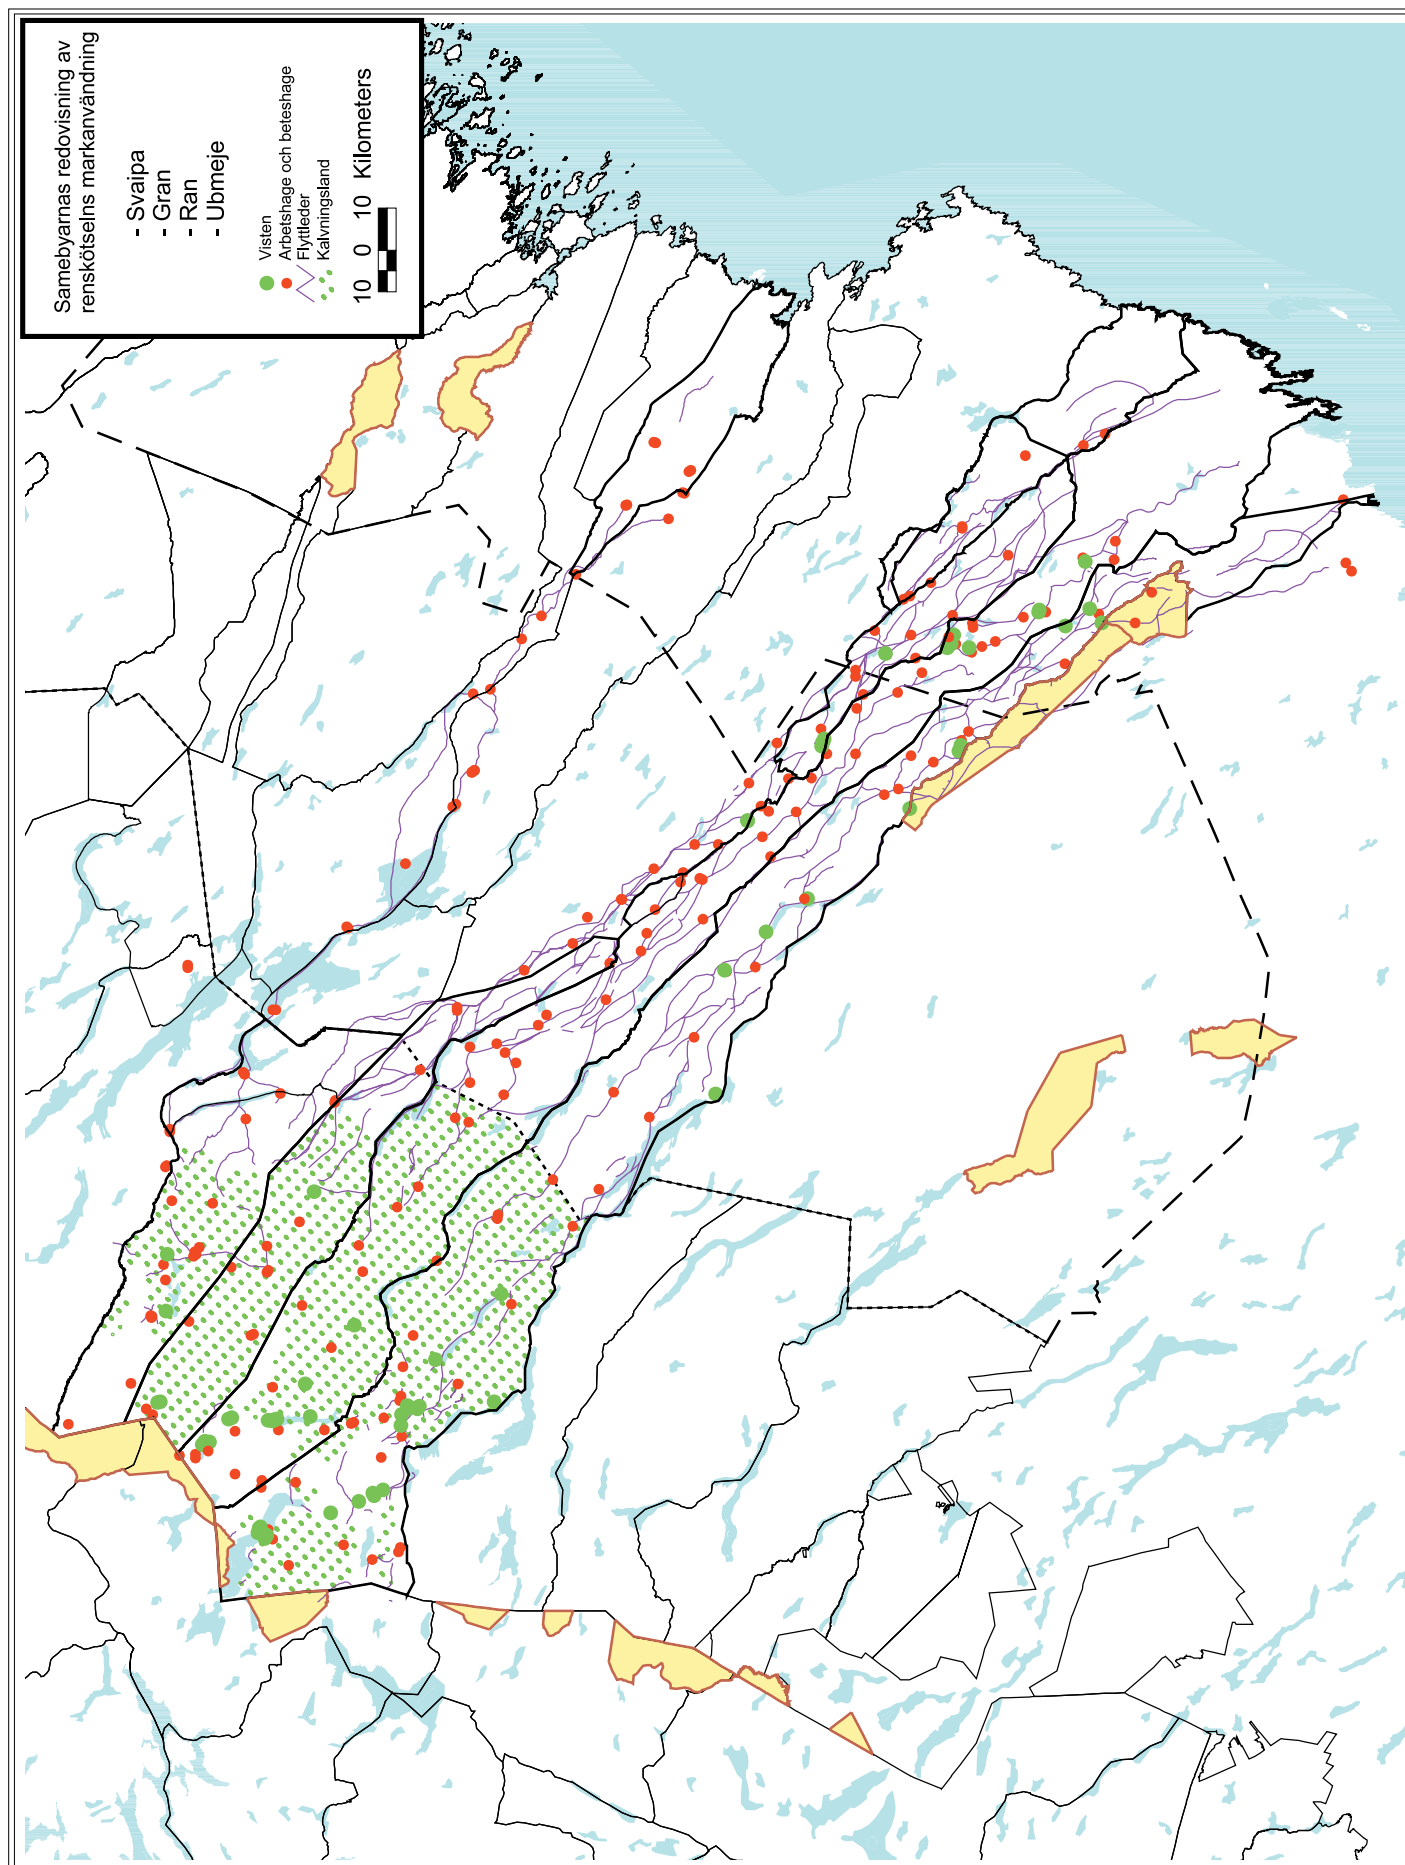 Samebyarnas redovisning av
renskötselns markanvändning
- Svaipa
- Gran
- Ran
- Ubmeje
Visten
Arbetshage och beteshage
Flyttleder
Kalvningsland
10 0 10 Kilometers